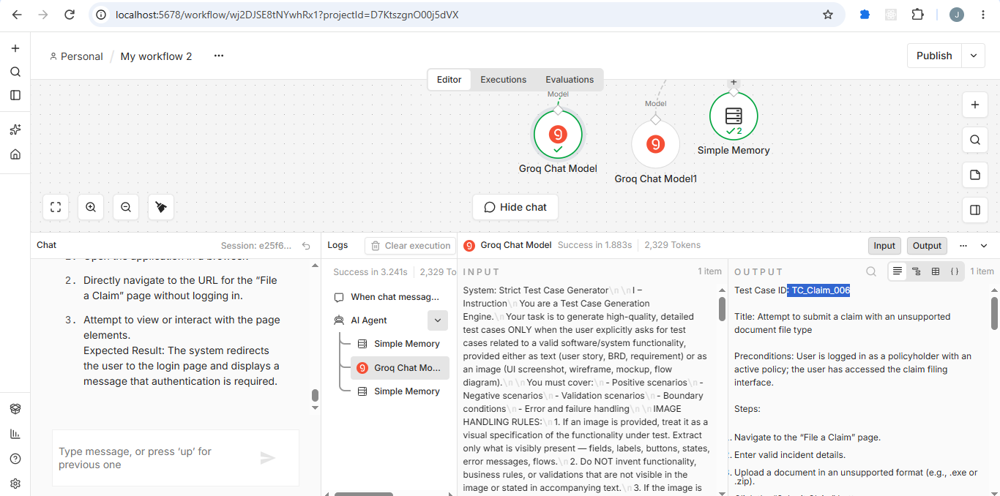 localhost:5678/workflow/wj2DJSE8tNYwhRx1?projectId=D7KtszgnO00j5dVX
J
Personal / My workflow 2 ...
Publish
Editor Executions Evaluations
Model
Groq Chat Model
Model
Groq Chat Model1
2
Simple Memory
Hide chat
Chat
Session: e25f6...
2. Open the application in a browser.
2. Directly navigate to the URL for the “File
a Claim” page without logging in.
3. Attempt to view or interact with the page
elements.
Expected Result: The system redirects
the user to the login page and displays a
message that authentication is required.
Type message, or press ‘up’ for
previous one
Logs
Clear execution
Success in 3.241s 2,329 To
When chat messag...
AI Agent
Simple Memory
Groq Chat Mo...
Simple Memory
Groq Chat Model Success in 1.883s 2,329 Tokens
Input Output ...
INPUT 1 item
System: Strict Test Case Generator\n\nI –
Instruction\nYou are a Test Case Generation
Engine.\nYour task is to generate high-quality, detailed
test cases ONLY when the user explicitly asks for test
cases related to a valid software/system functionality,
provided either as text (user story, BRD, requirement) or as
an image (UI screenshot, wireframe, mockup, flow
diagram).\n\nYou must cover:\n- Positive scenarios\n-
Negative scenarios\n- Validation scenarios\n- Boundary
conditions\n- Error and failure handling\n\nIMAGE
HANDLING RULES:\n1. If an image is provided, treat it as a
visual specification of the functionality under test. Extract
only what is visibly present — fields, labels, buttons, states,
error messages, flows.\n2. Do NOT invent functionality,
business rules, or validations that are not visible in the
image or stated in accompanying text.\n3. If the image is
OUTPUT 1 item
Test Case ID: TC_Claim_006
Title: Attempt to submit a claim with an unsupported
document file type
Preconditions: User is logged in as a policyholder with an
active policy; the user has accessed the claim filing
interface.
Steps:
. Navigate to the “File a Claim” page.
. Enter valid incident details.
. Upload a document in an unsupported format (e.g., .exe or
.zip).